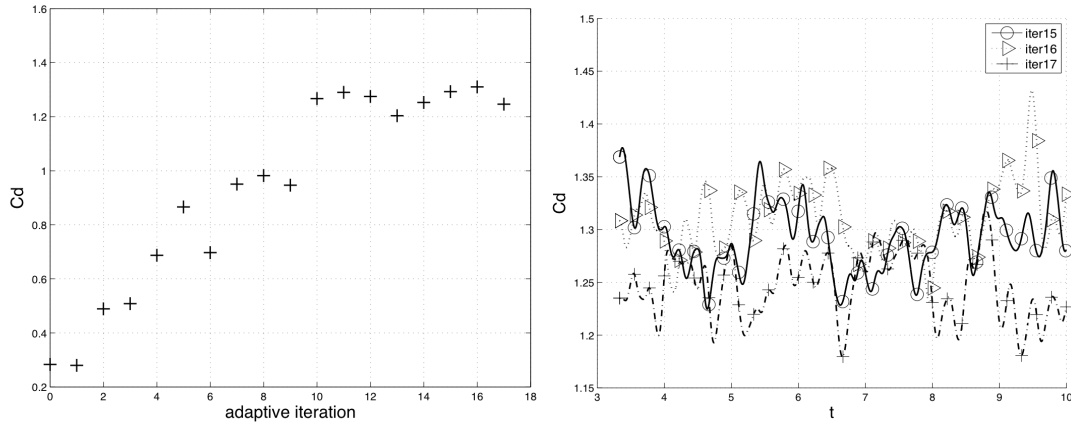 1.6
1.4
1.2
1
0.8
0.6
0.4
0.2
Cd
0 2 4 6 8 10 12 14 16 18
adaptive iteration
1.5
1.45
1.4
1.35
1.3
1.25
1.2
1.15
Cd
3 4 5 6 7 8 9 10
t
iter15
iter16
iter17